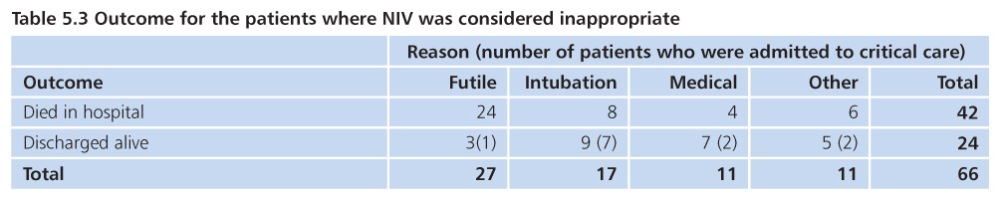 Table 5.3 Outcome for the patients where NIV was considered inappropriate
Reason (number of patients who were admitted to critical care)
Outcome Futile Intubation Medical Other Total
Died in hospital 24 8 4 6 42
Discharged alive 3(1) 9 (7) 7 (2) 5 (2) 24
Total 27 17 11 11 66